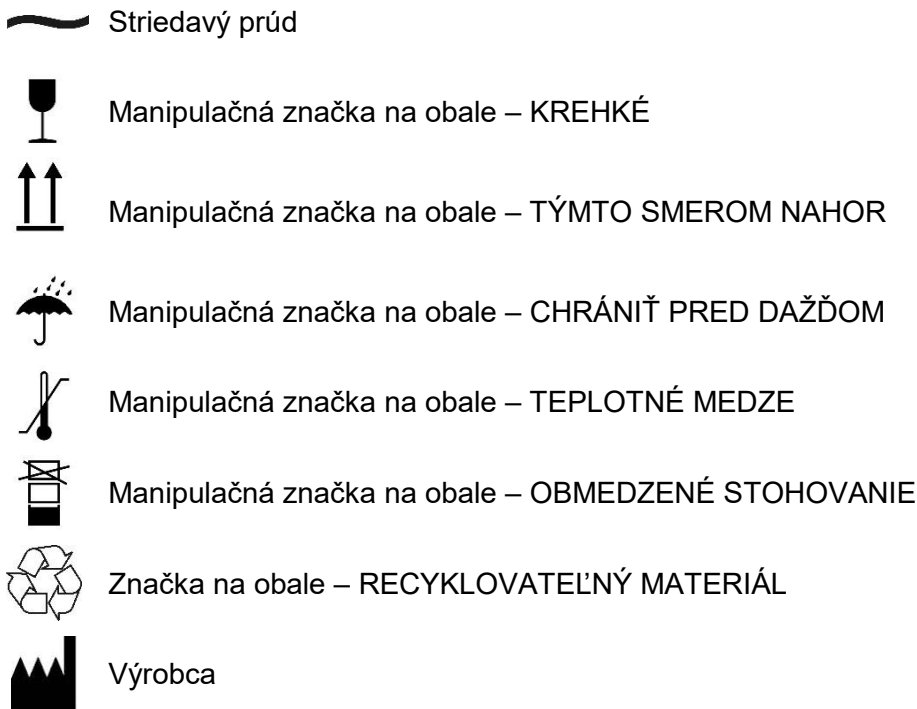 Striedavý prúd
Manipulačná značka na obale – KREHKÉ
Manipulačná značka na obale – TÝMTO SMEROM NAHOR
Manipulačná značka na obale – CHRÁNIŤ PRED DAŽĎOM
Manipulačná značka na obale – TEPLOTNÉ MEDZE
Manipulačná značka na obale – OBMEDZENÉ STOHOVANIE
Značka na obale – RECYKLOVATEĽNÝ MATERIÁL
Výrobca